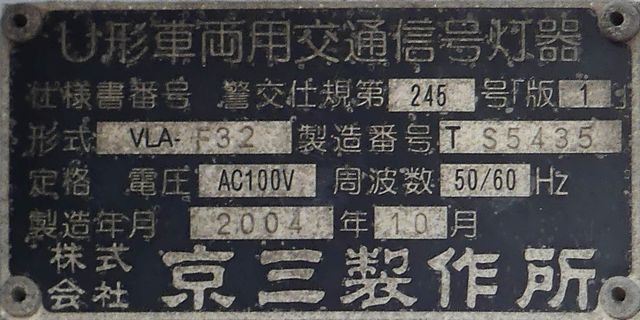 U形車両用交通信号灯器
仕様書番号 警交仕規第 245 号「版 1
形式 VLA-F32 製造番号 T S5435
定格 電圧 AC100V 周波数 50/60 Hz
製造年月 2004 年 10 月
株式会社 京三製作所